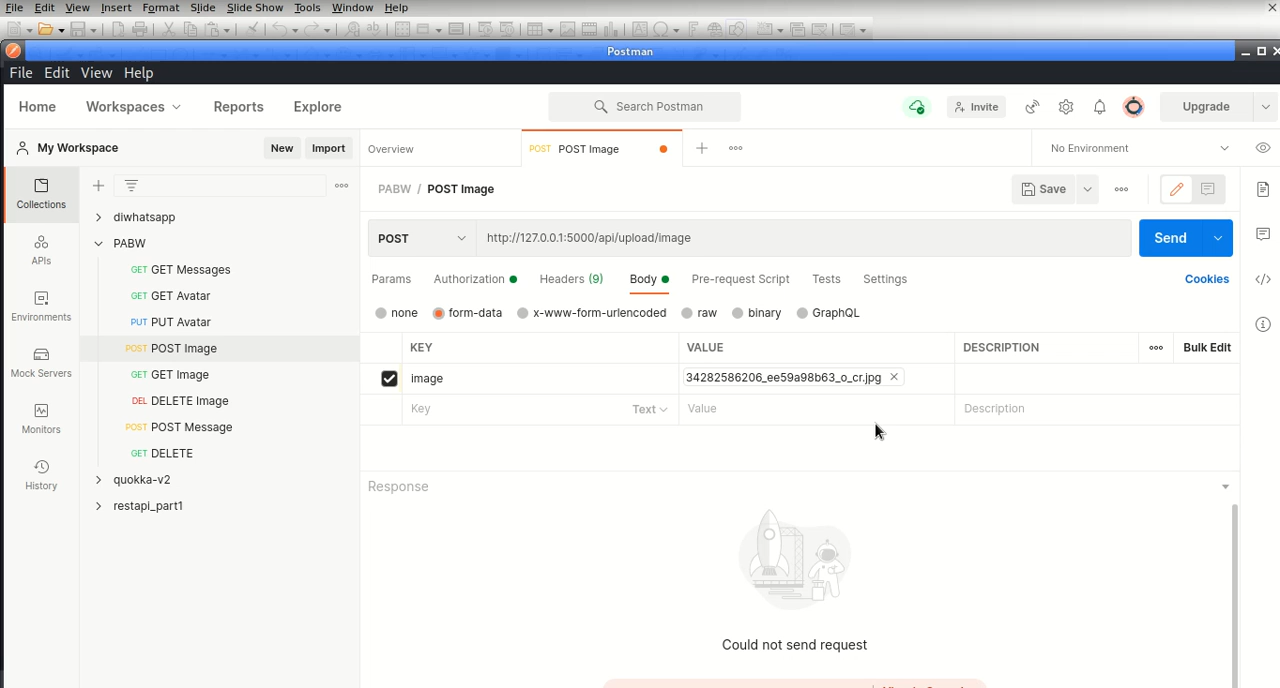 File Edit View Insert Format Slide Slide Show Tools Window Help
Postman
File Edit View Help
Home Workspaces Reports Explore Search Postman Invite Upgrade
My Workspace New Import Overview POST POST Image No Environment
Collections
APIs
Environments
Mock Servers
Monitors
History
diwhatsapp
PABW
GET GET Messages
GET GET Avatar
PUT PUT Avatar
POST POST Image
GET GET Image
DEL DELETE Image
POST POST Message
GET DELETE
quokka-v2
restapi_part1
PABW / POST Image Save
POST http://127.0.0.1:5000/api/upload/image Send
Params Authorization Headers (9) Body Pre-request Script Tests Settings Cookies
none form-data x-www-form-urlencoded raw binary GraphQL
KEY VALUE DESCRIPTION Bulk Edit
image 34282586206_ee59a98b63_o_cr.jpg
Key Text Value Description
Response
Could not send request